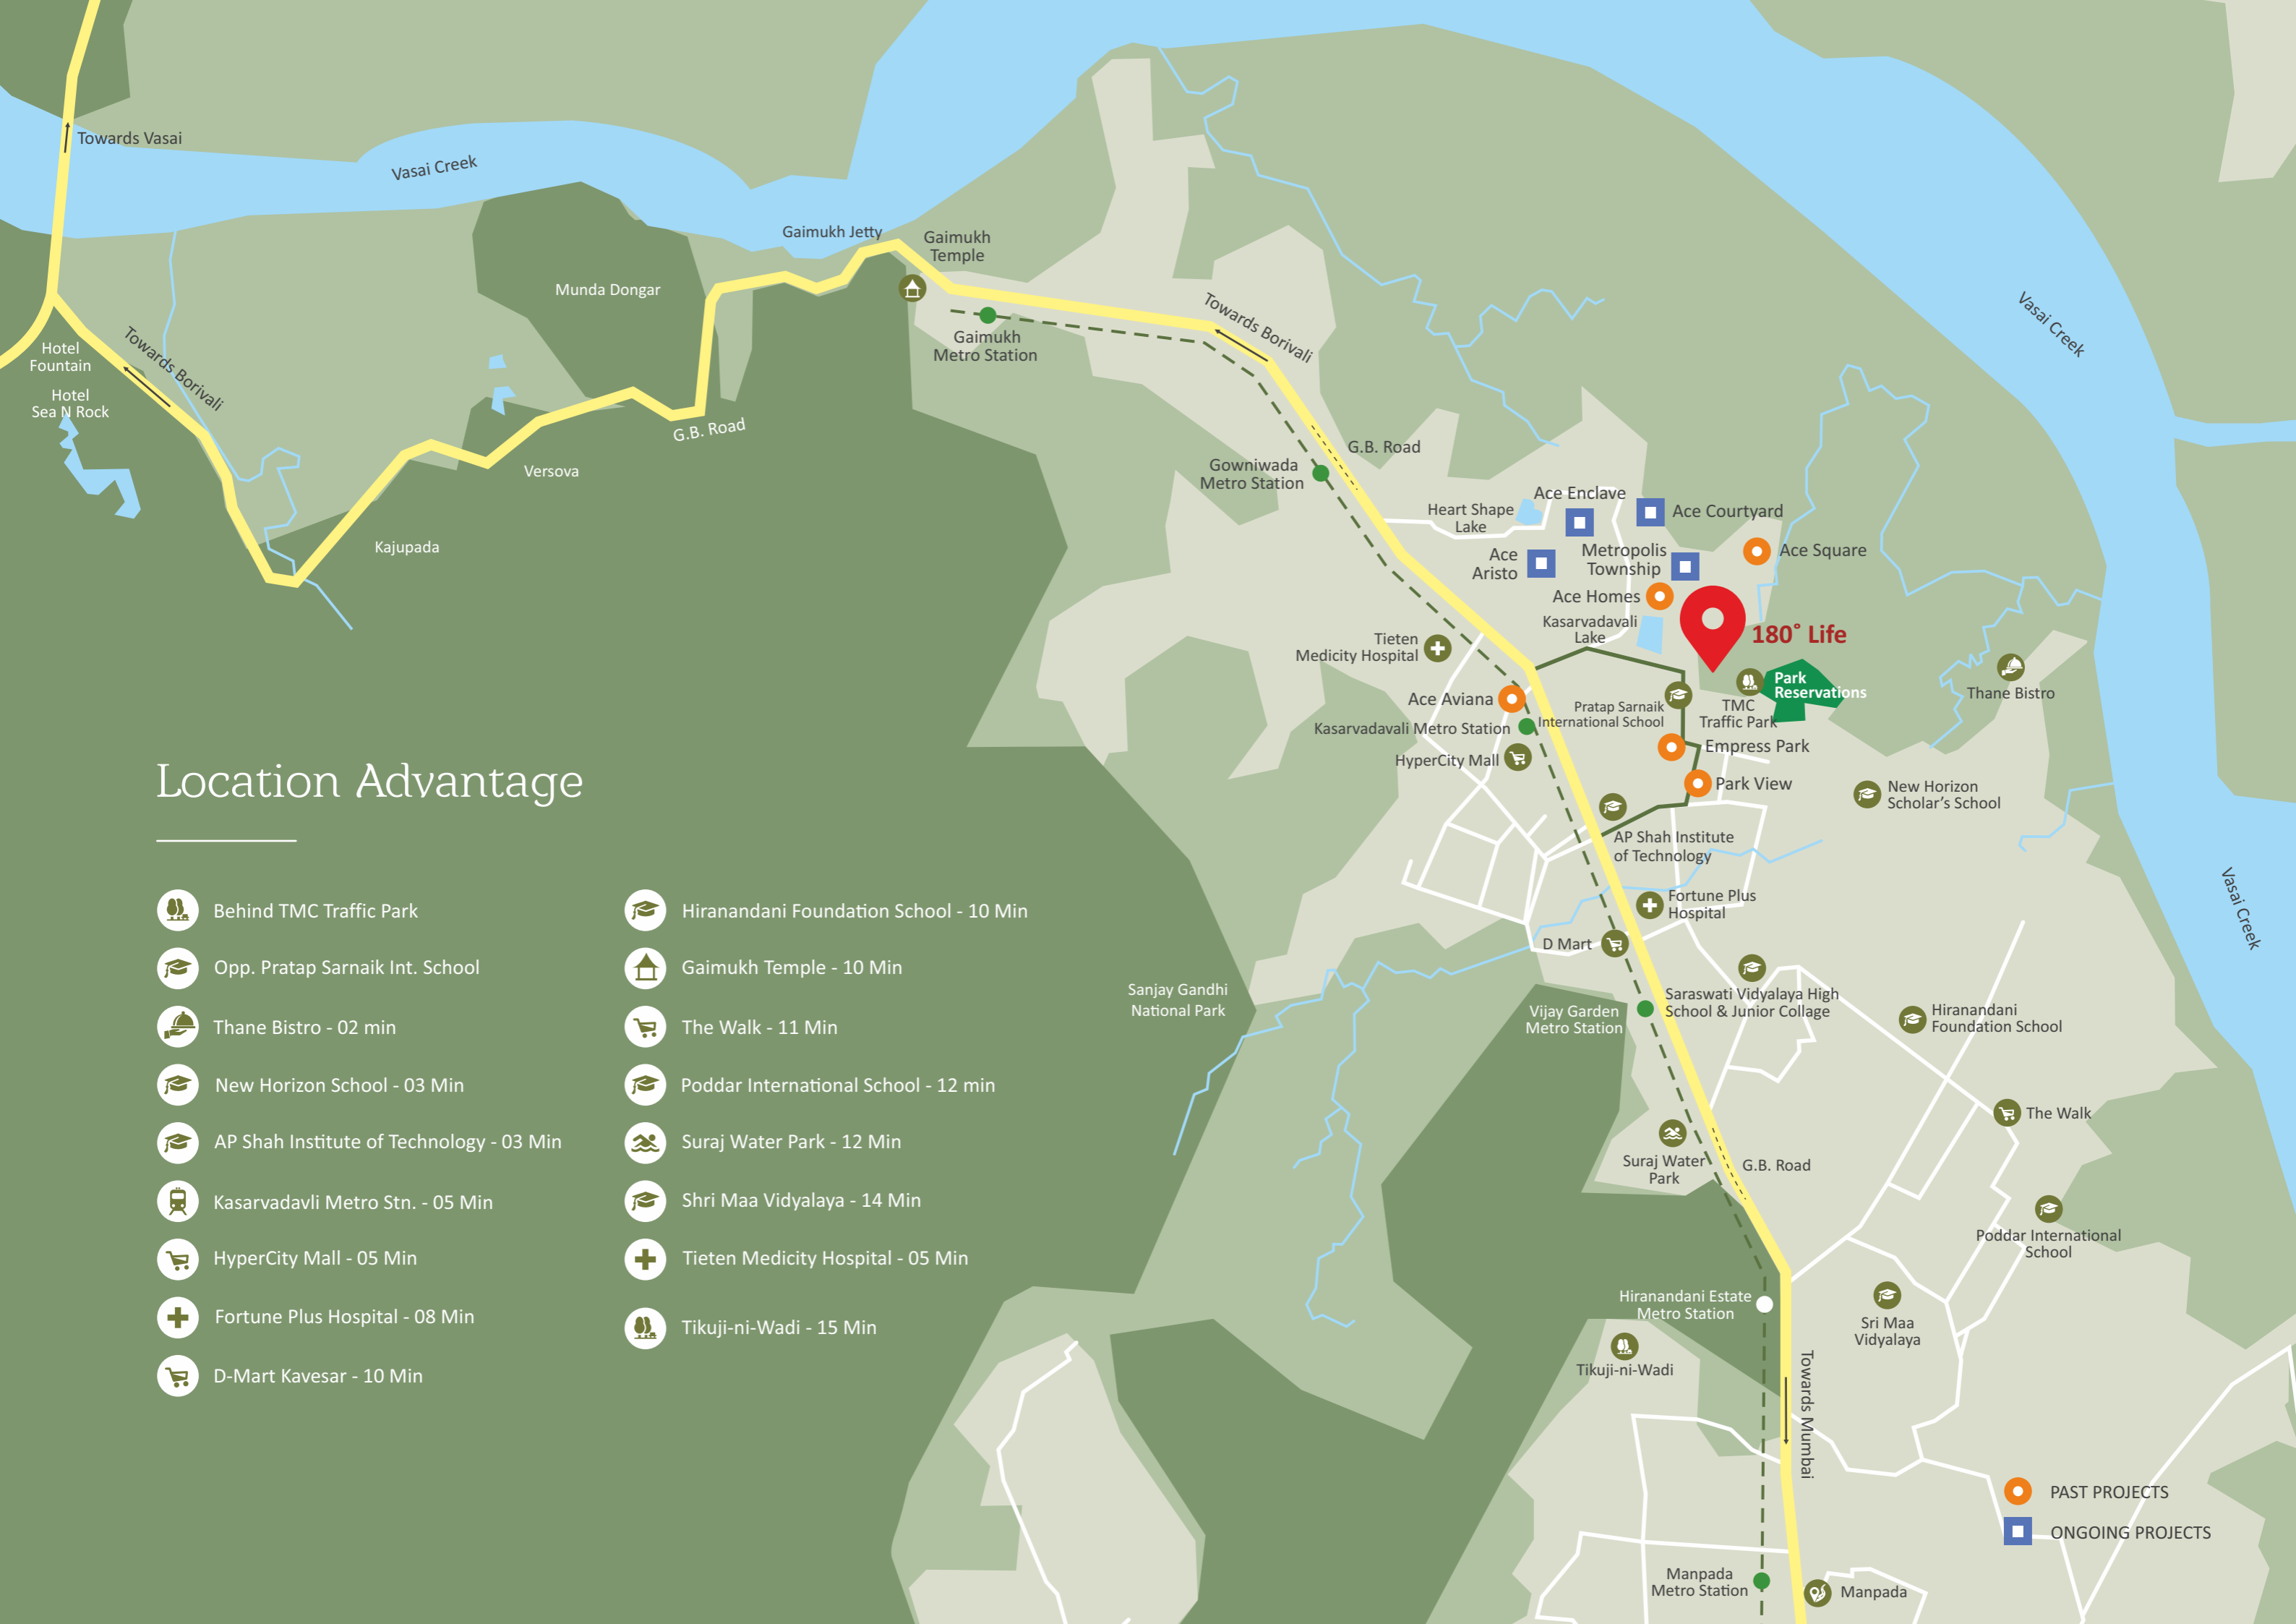 Towards Vasai
Vasai Creek
Gaimukh Jetty
Gaimukh
Temple
Munda Dongar
Gaimukh
Metro Station
Towards Borivali
Vasai Creek
Hotel
Fountain
Hotel
Sea N Rock
Towards Borivali
G.B. Road
Versova
Kajupada
G.B. Road
Gowniwada
Metro Station
Heart Shape
Lake
Ace Enclave
Ace Courtyard
Ace
Aristo
Metropolis
Township
Ace Square
Ace Homes
Kasarvadavali
Lake
180° Life
Tieten
Medicity Hospital
Park
Reservations
Thane Bistro
Ace Aviana
Pratap Sarnaik
International School
TMC
Traffic Park
Kasarvadavali Metro Station
Empress Park
HyperCity Mall
Park View
New Horizon
Scholar's School
AP Shah Institute
of Technology
Fortune Plus
Hospital
D Mart
Vasai Creek
Sanjay Gandhi
National Park
Saraswati Vidyalaya High
School & Junior Collage
Vijay Garden
Metro Station
Hiranandani
Foundation School
The Walk
Suraj Water
Park
G.B. Road
Poddar International
School
Hiranandani Estate
Metro Station
Sri Maa
Vidyalaya
Tikuji-ni-Wadi
Towards Mumbai
Manpada
Metro Station
Manpada
Location Advantage
Behind TMC Traffic Park
Opp. Pratap Sarnaik Int. School
Thane Bistro - 02 min
New Horizon School - 03 Min
AP Shah Institute of Technology - 03 Min
Kasarvadavli Metro Stn. - 05 Min
HyperCity Mall - 05 Min
Fortune Plus Hospital - 08 Min
D-Mart Kavesar - 10 Min
Hiranandani Foundation School - 10 Min
Gaimukh Temple - 10 Min
The Walk - 11 Min
Poddar International School - 12 min
Suraj Water Park - 12 Min
Shri Maa Vidyalaya - 14 Min
Tieten Medicity Hospital - 05 Min
Tikuji-ni-Wadi - 15 Min
PAST PROJECTS
ONGOING PROJECTS